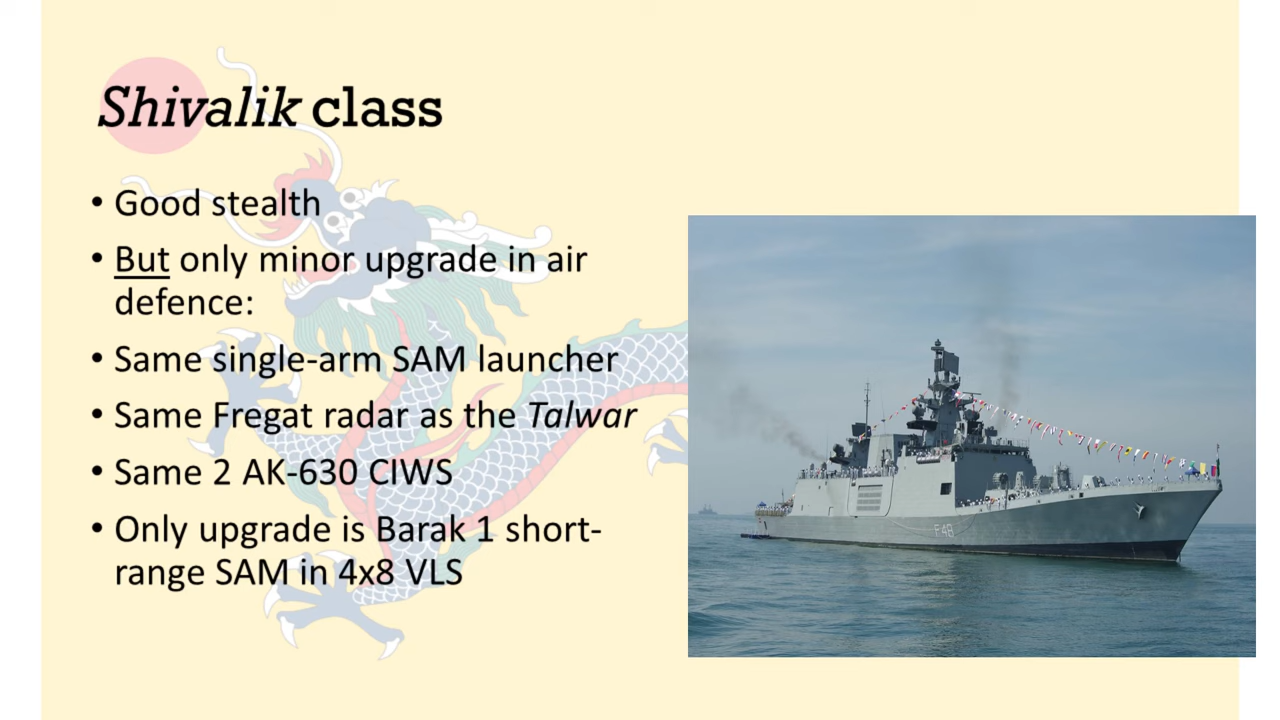 Shivalik class
• Good stealth
• But only minor upgrade in air
defence:
• Same single-arm SAM launcher
• Same Fregat radar as the Talwar
• Same 2 AK-630 CIWS
• Only upgrade is Barak 1 short-
range SAM in 4x8 VLS
F48